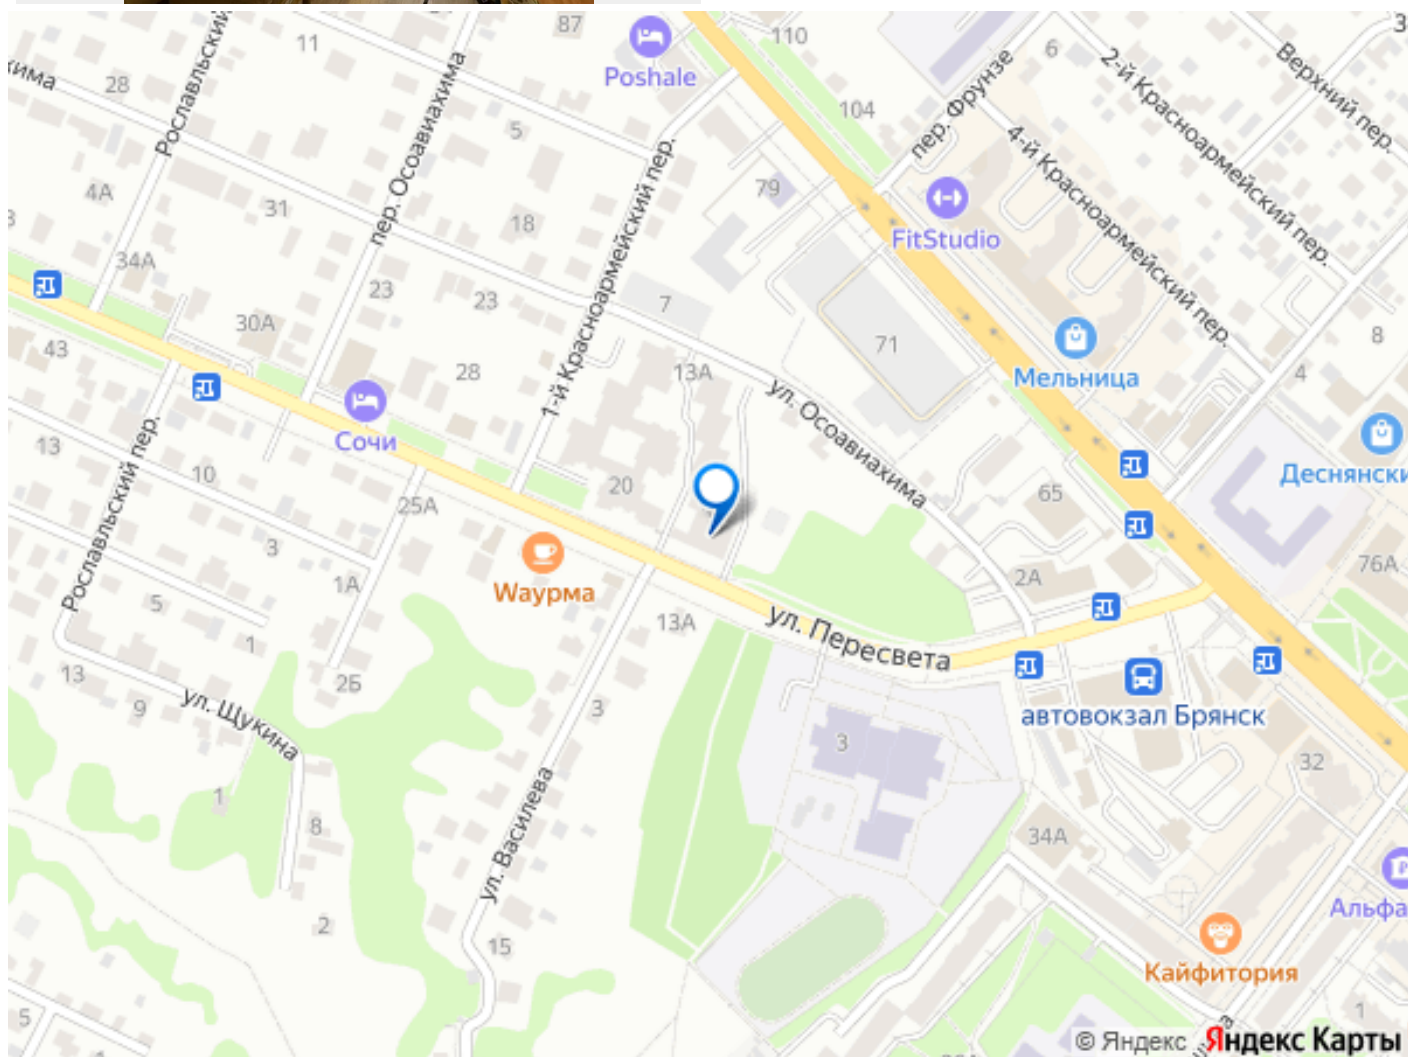 87
110
11
Poshale
Рославльский
28
пер. Осоавиахима
104
6
пер. Фрунзе
2-й Красноармейский пер.
Верхний пер.
5
4-й Красноармейский пер.
4А
79
31
18
FitStudio
1-й Красноармейский пер.
34А
23
23
7
30А
71
8
43
28
13А
Мельница
4
Сочи
ул. Осоавиахима
13
10
25А
20
65
Деснянски
Рославльский пер.
3
Wаурма
1А
2А
76А
5
1
13А
ул. Пересвета
13
2Б
9
ул. Щукина
3
3
автовокзал Брянск
32
1
8
ул. Василева
34А
Альфа
2
15
Кайфитория
5
1
© Яндекс Яндекс Карты